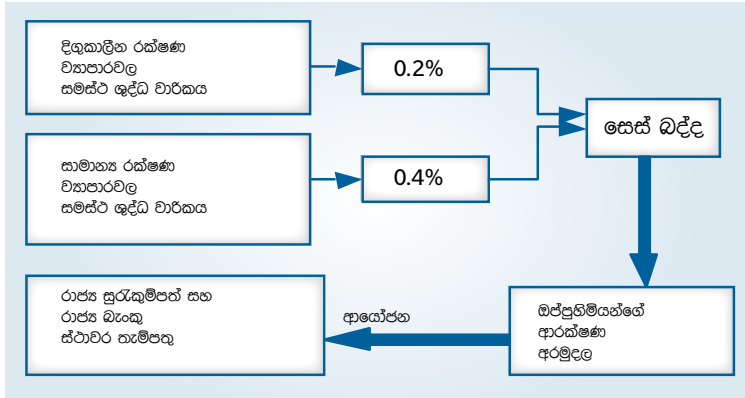 දිගුකාලීන රක්ෂණ
ව්‍යාපාරවල
සමස්ථ ශුද්ධ වාරිකය
0.2%
සෙස් බද්ද
සාමාන්‍ය රක්ෂණ
ව්‍යාපාරවල
සමස්ථ ශුද්ධ වාරිකය
0.4%
රාජ්‍ය සුරැකුම්පත් සහ
රාජ්‍ය බැංකු
ස්ථාවර තැම්පතු
ආයෝජන
ඔප්පුහිමියන්ගේ
ආරක්ෂණ
අරමුදල